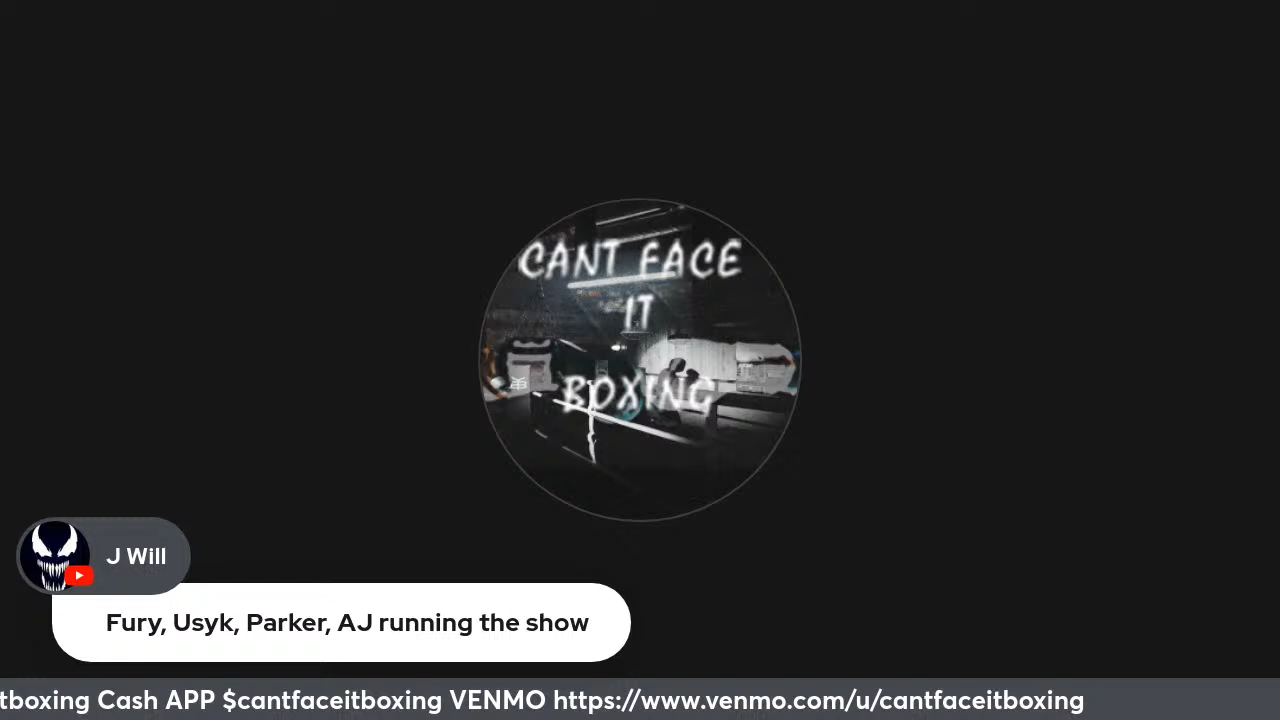 CANT FACE
IT
BOXING
J Will
Fury, Usyk, Parker, AJ running the show
tboxing Cash APP $cantfaceitboxing VENMO https://www.venmo.com/u/cantfaceitboxing